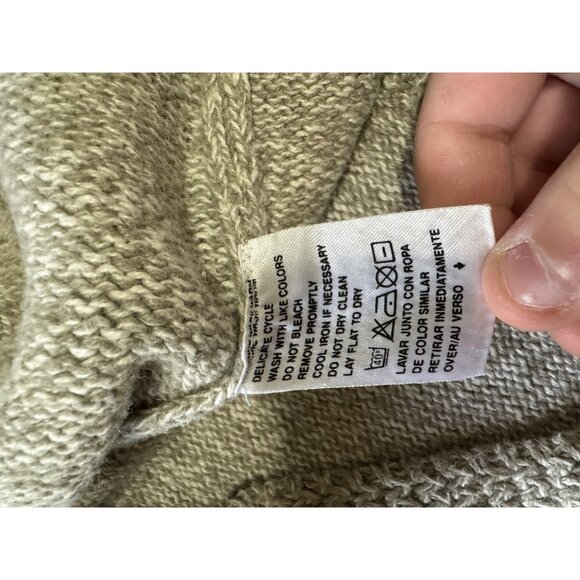 DELICATE CYCLE
WASH WITH LIKE COLORS
DO NOT BLEACH
REMOVE PROMPTLY
COOL IRON IF NECESSARY
DO NOT DRY CLEAN
LAY FLAT TO DRY
40
LAVAR JUNTO CON ROPA
DE COLOR SIMILAR
RETIRAR INMEDIATAMENTE
OVER/AU VERSO